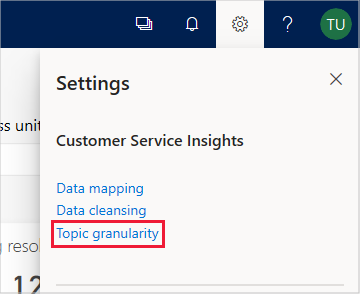 TU
Settings
ss unit
Customer Service Insights
Data mapping
Data cleansing
Topic granularity
g reso
12